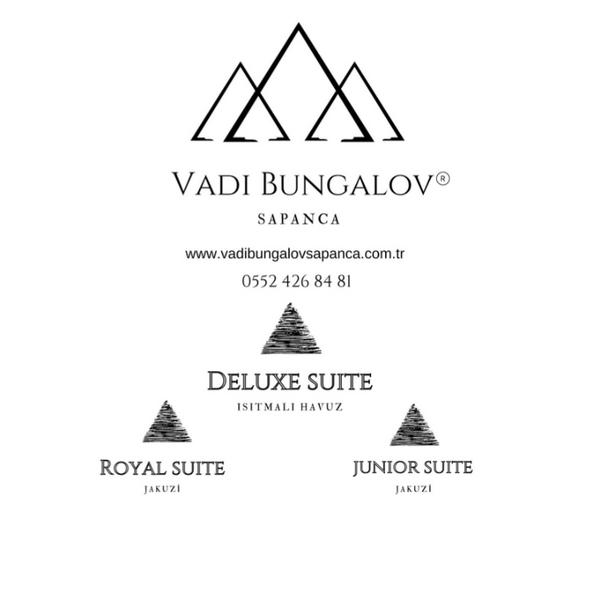 VADI BUNGALOV®
SAPANCA
www.vadibungalovsapanca.com.tr
0552 426 84 81
DELUXE SUITE
ISITMALI HAVUZ
ROYAL SUITE
JAKUZİ
JUNIOR SUITE
JAKUZİ